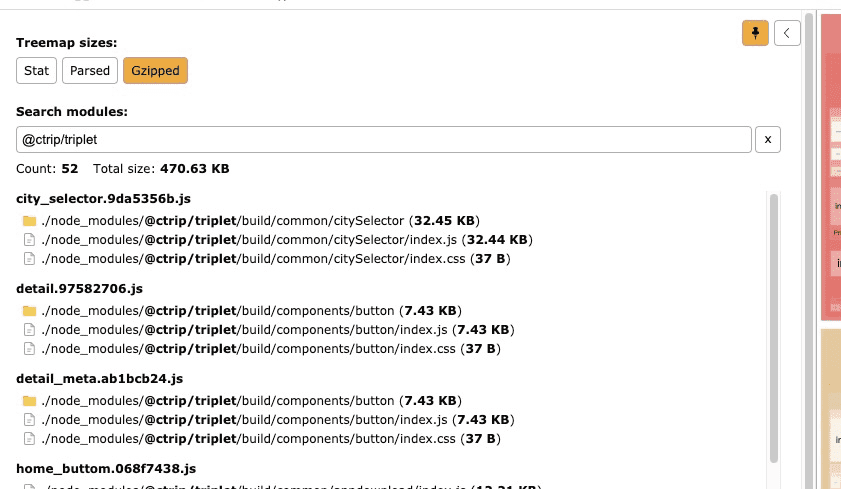 Treemap sizes:
Stat Parsed Gzipped
Search modules:
@ctrip/triplet x
Count: 52 Total size: 470.63 KB
city_selector.9da5356b.js
./node_modules/@ctrip/triplet/build/common/citySelector (32.45 KB)
./node_modules/@ctrip/triplet/build/common/citySelector/index.js (32.44 KB)
./node_modules/@ctrip/triplet/build/common/citySelector/index.css (37 B)
detail.97582706.js
./node_modules/@ctrip/triplet/build/components/button (7.43 KB)
./node_modules/@ctrip/triplet/build/components/button/index.js (7.43 KB)
./node_modules/@ctrip/triplet/build/components/button/index.css (37 B)
detail_meta.ab1bcb24.js
./node_modules/@ctrip/triplet/build/components/button (7.43 KB)
./node_modules/@ctrip/triplet/build/components/button/index.js (7.43 KB)
./node_modules/@ctrip/triplet/build/components/button/index.css (37 B)
home_buttom.068f7438.js